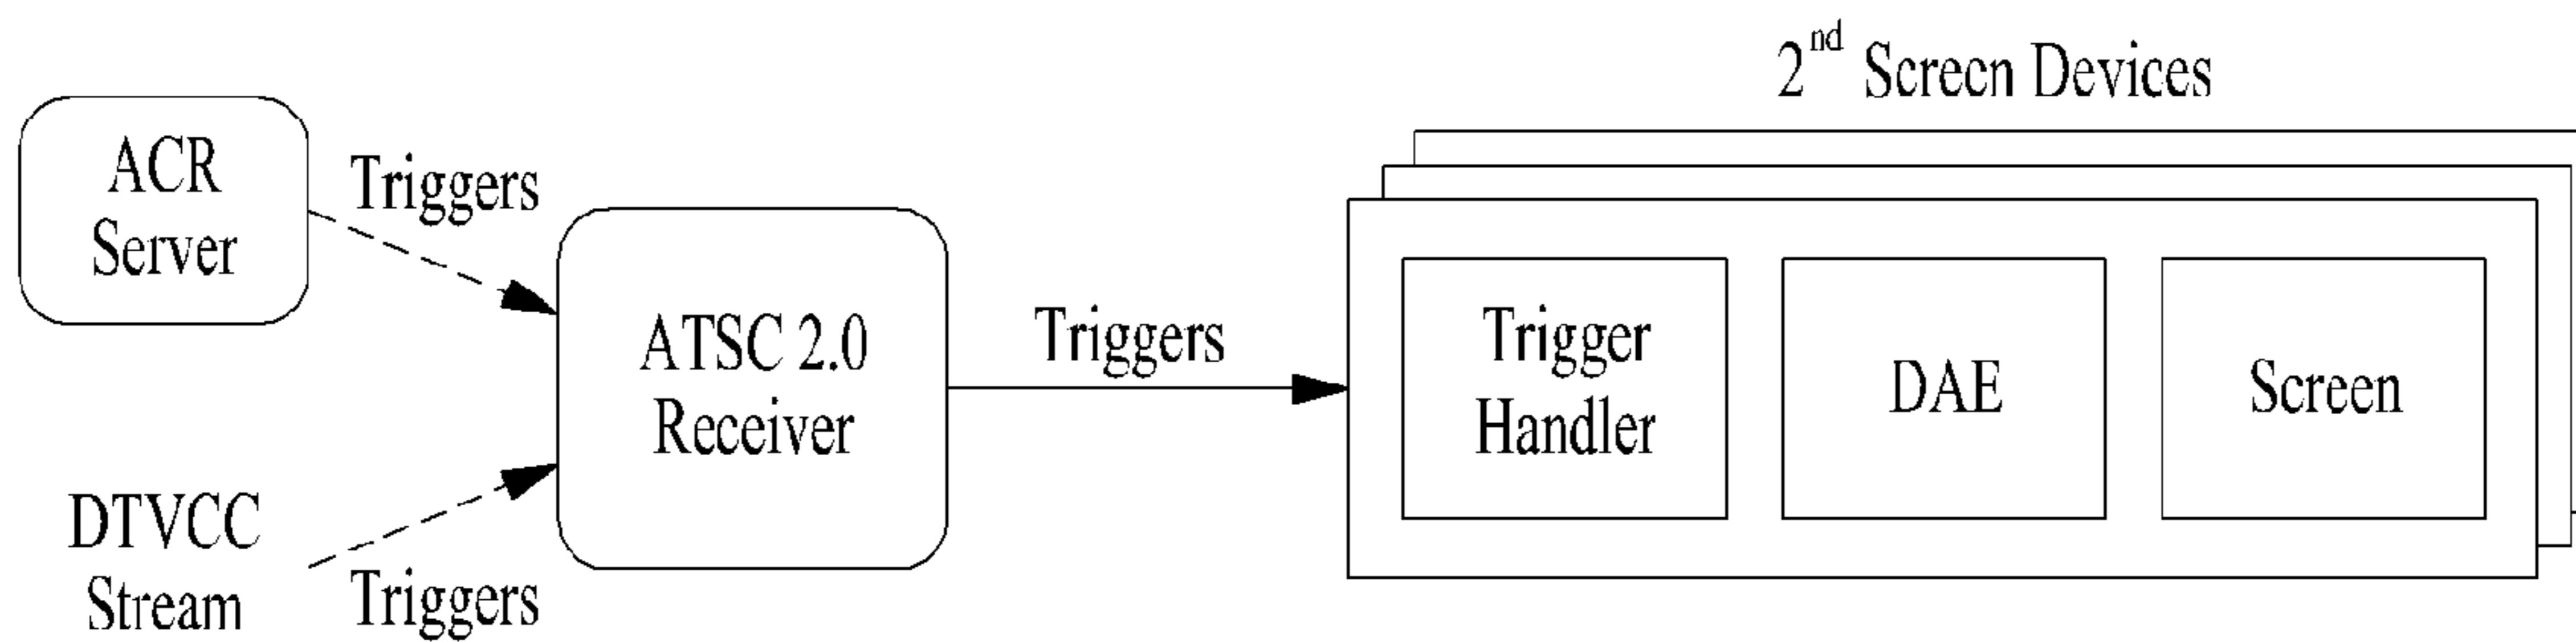 2nd Screen Devices
ACR
Server
Triggers
ATSC 2.0
Receiver
Triggers
Trigger
Handler
DAE
Screen
DTVCC
Stream
Triggers